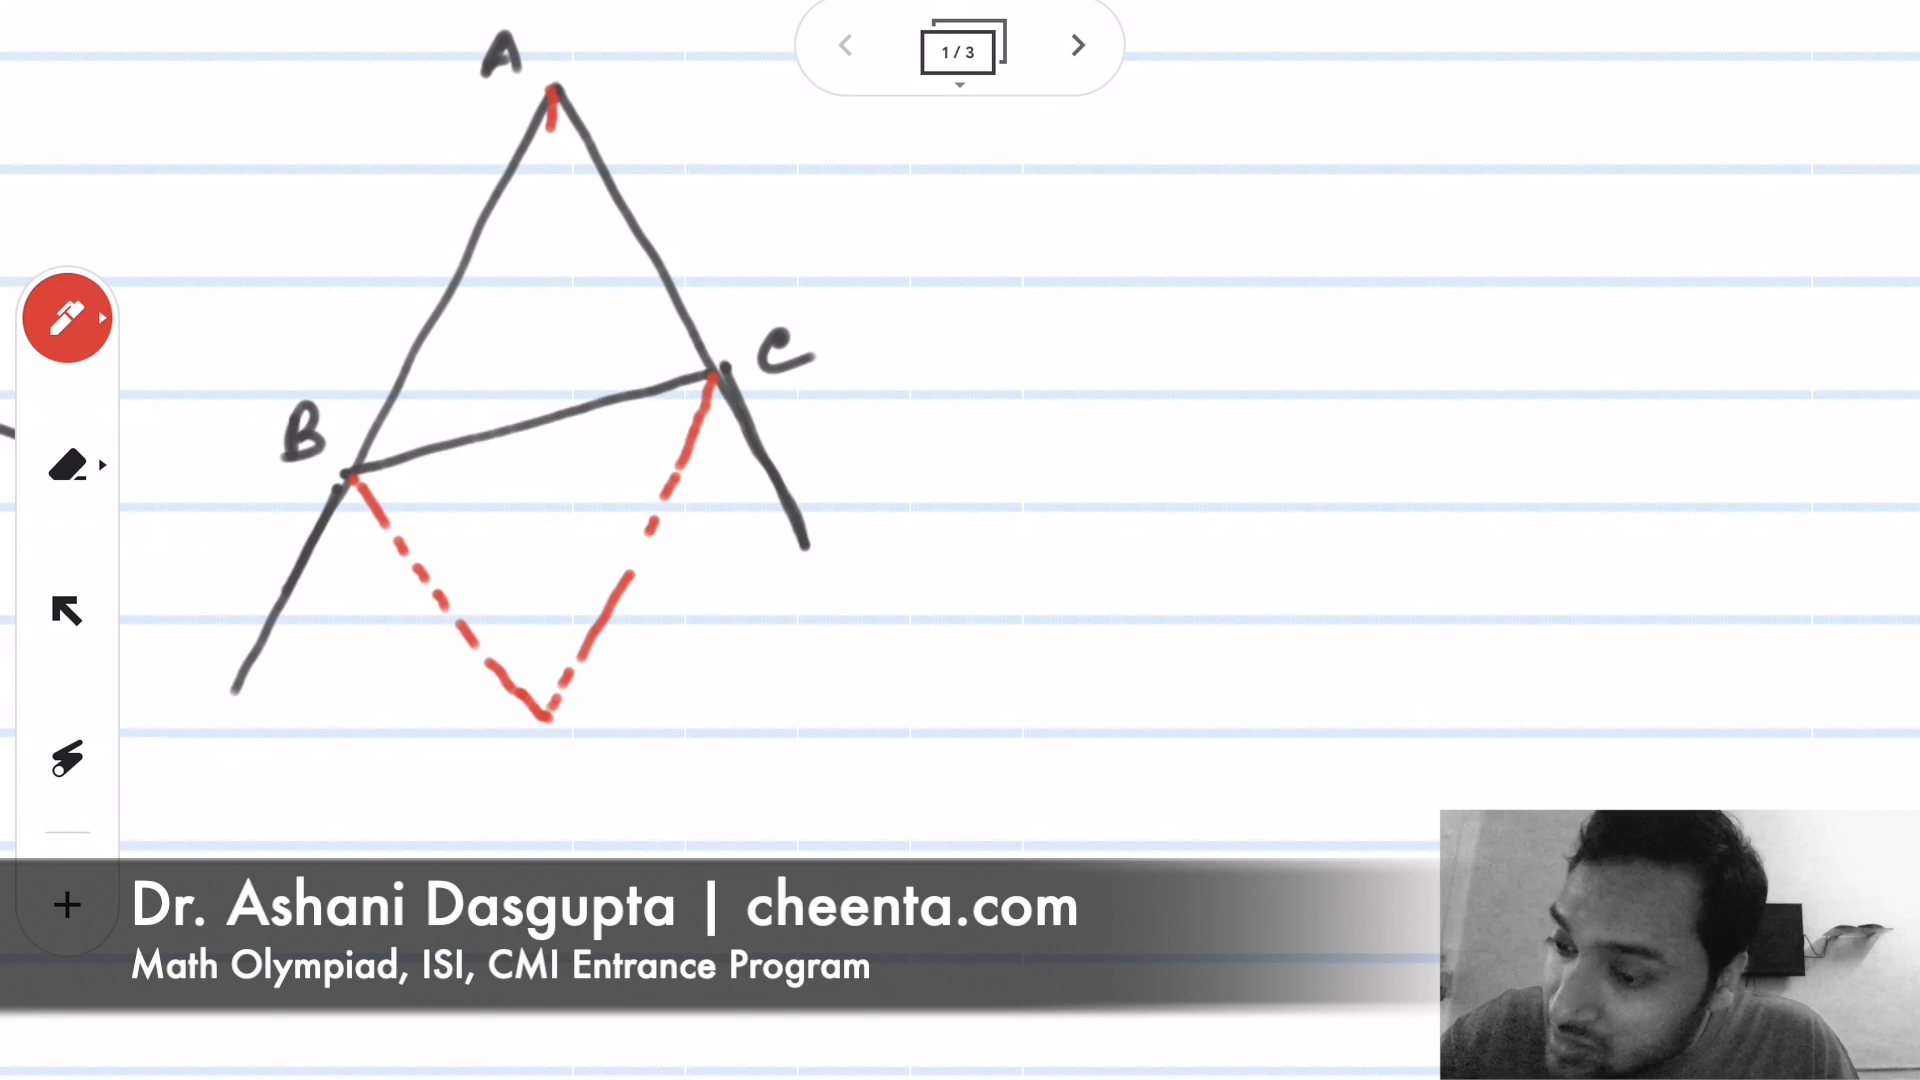 A
1 / 3
C
B
Dr. Ashani Dasgupta | cheenta.com
Math Olympiad, ISI, CMI Entrance Program